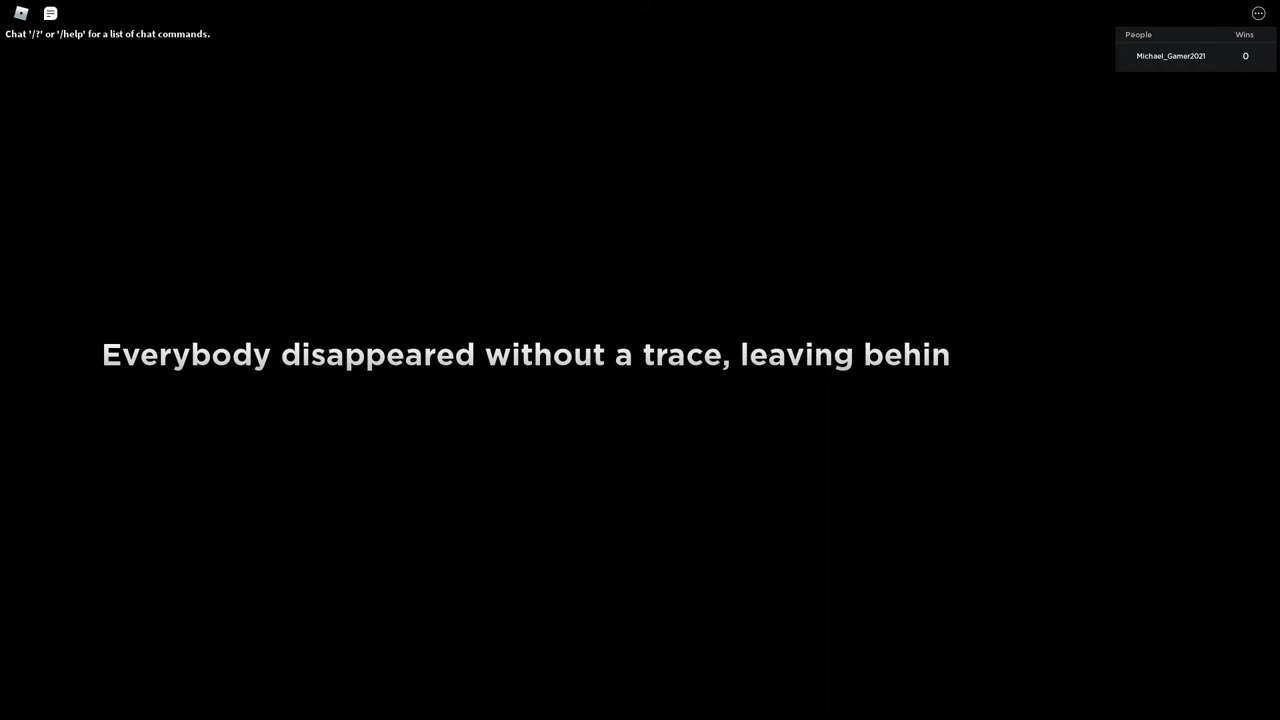 Chat '/?' or '/help' for a list of chat commands.
People Wins
Michael_Gamer2021 0
Everybody disappeared without a trace, leaving behin